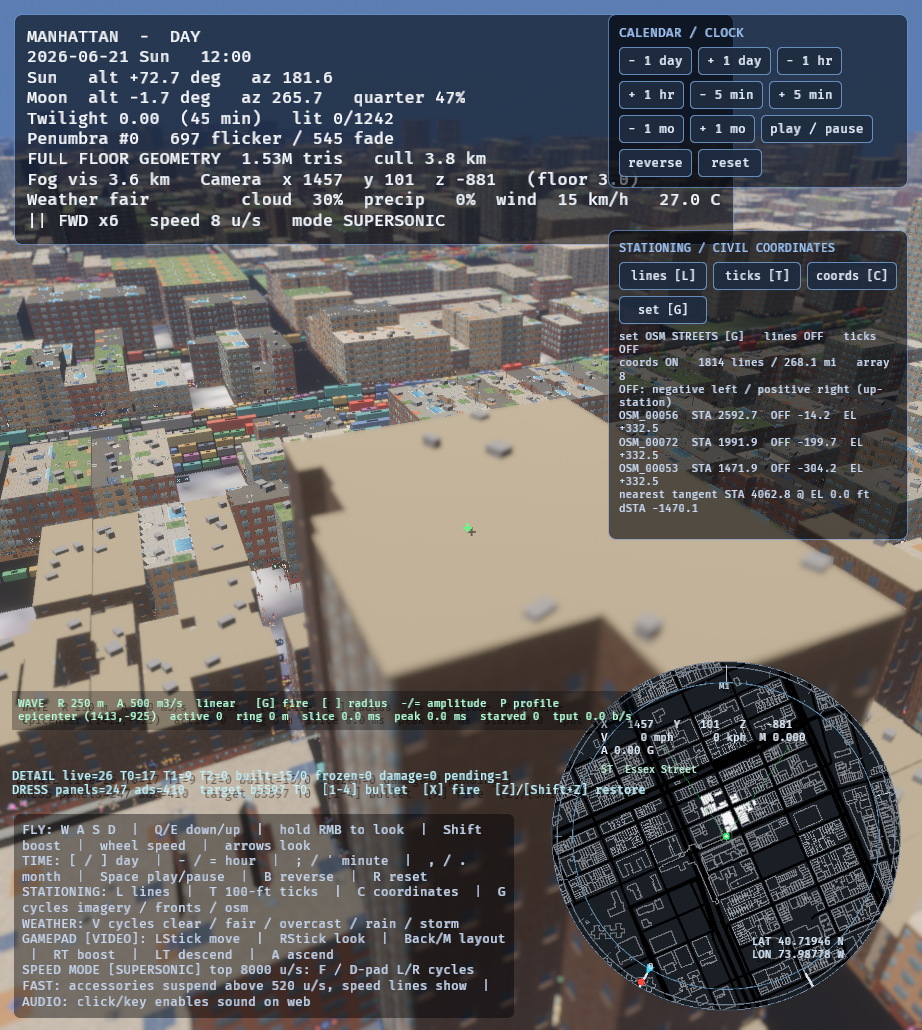 MANHATTAN - DAY
2026-06-21 Sun 12:00
Sun alt +72.7 deg az 181.6
Moon alt -1.7 deg az 265.7 quarter 47%
Twilight 0.00 (45 min) lit 0/1242
Penumbra #0 697 flicker / 545 fade
FULL FLOOR GEOMETRY 1.53M tris cull 3.8 km
Fog vis 3.6 km Camera x 1457 y 101 z -881 (floor 3.0)
Weather fair cloud 30% precip 0% wind 15 km/h 27.0 C
|| FWD x6 speed 8 u/s mode SUPERSONIC
CALENDAR / CLOCK
- 1 day + 1 day - 1 hr
+ 1 hr - 5 min + 5 min
- 1 mo + 1 mo play / pause
reverse reset
STATIONING / CIVIL COORDINATES
lines [L] ticks [T] coords [C]
set [G]
set OSM STREETS [G] lines OFF ticks
OFF
coords ON 1814 lines / 268.1 mi array
8
OFF: negative left / positive right (up-
station)
OSM_00056 STA 2592.7 OFF -14.2 EL
+332.5
OSM_00072 STA 1991.9 OFF -199.7 EL
+332.5
OSM_00053 STA 1471.9 OFF -304.2 EL
+332.5
nearest tangent STA 4062.8 @ EL 0.0 ft
dSTA -1470.1
WAVE R 250 m A 500 m3/s linear [G] fire [ ] radius -/= amplitude P profile
epicenter (1413,-925) active 0 ring 0 m slice 0.0 ms peak 0.0 ms starved 0 tput 0.0 b/s
DETAIL live=26 T0=17 T1=9 T2=0 built=15/0 frozen=0 damage=0 pending=1
DRESS panels=247 ads=410 target b5597 T0 [1-4] bullet [X] fire [Z]/[Shift+Z] restore
FLY: W A S D | Q/E down/up | hold RMB to look | Shift
boost | wheel speed | arrows look
TIME: [ / ] day | - / = hour | ; / ' minute | , / .
month | Space play/pause | B reverse | R reset
STATIONING: L lines | T 100-ft ticks | C coordinates | G
cycles imagery / fronts / osm
WEATHER: V cycles clear / fair / overcast / rain / storm
GAMEPAD [VIDEO]: LStick move | RStick look | Back/M layout
| RT boost | LT descend | A ascend
SPEED MODE [SUPERSONIC] top 8000 u/s: F / D-pad L/R cycles
FAST: accessories suspend above 520 u/s, speed lines show |
AUDIO: click/key enables sound on web
X 1457 Y 101 Z -881
V 0 mph 0 kph M 0.000
A 0.00 G
ST Essex Street
LAT 40.71946 N
LON 73.98778 W